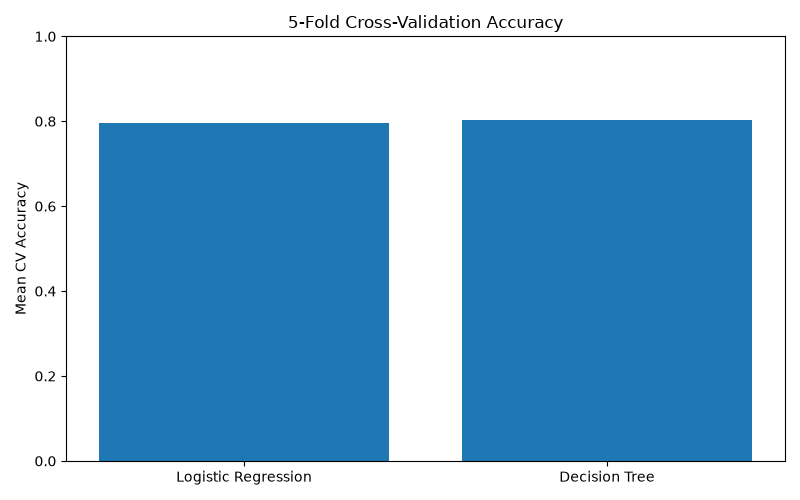 5-Fold Cross-Validation Accuracy
Mean CV Accuracy
1.0
0.8
0.6
0.4
0.2
0.0
Logistic Regression
Decision Tree